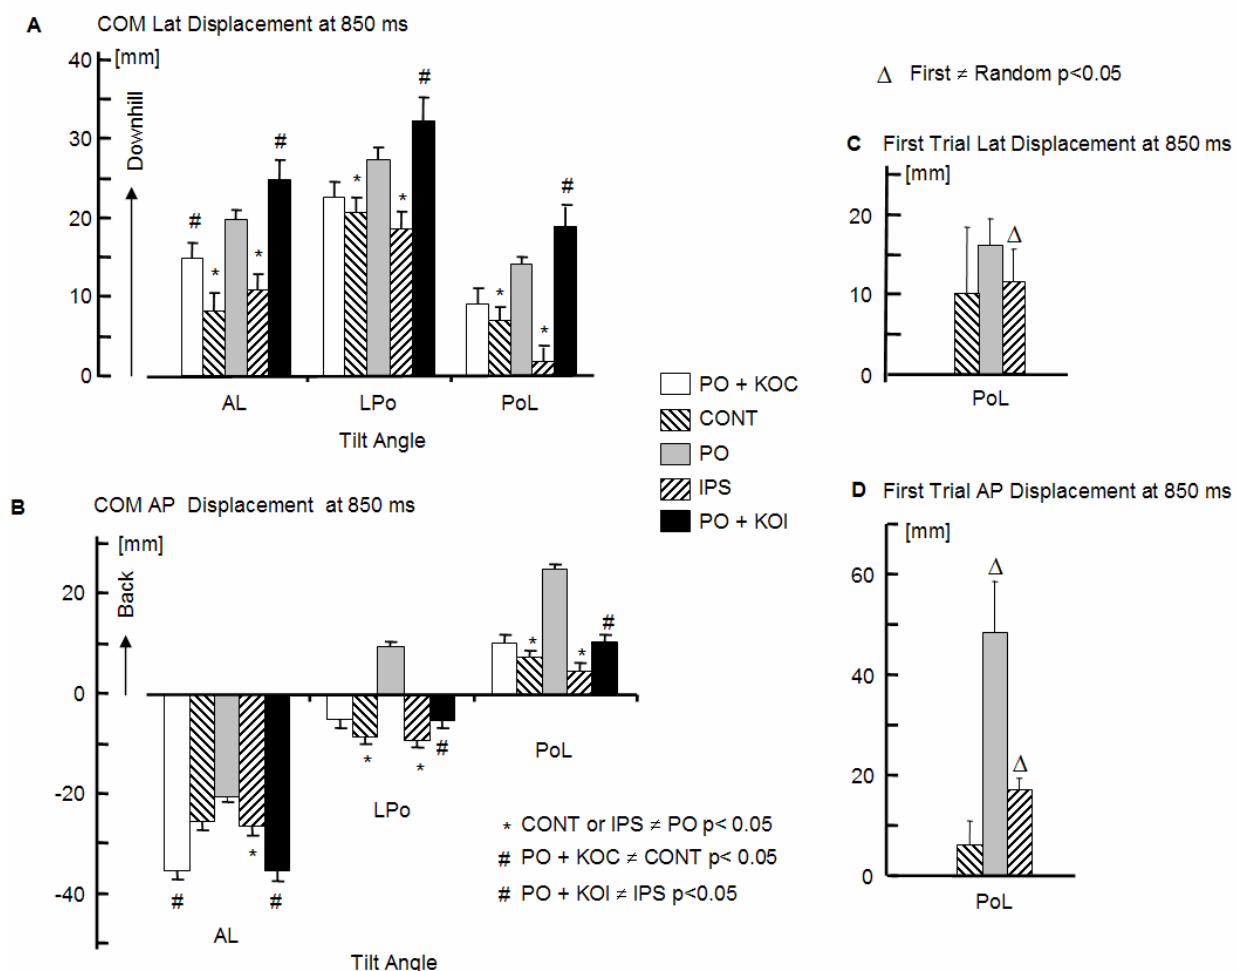 A COM Lat Displacement at 850 ms
[mm]
40
30
20
10
0
Downhill
#
*
*
#
*
*
#
#
*
*
#
AL LPo PoL
Tilt Angle
Δ First ≠ Random p<0.05
C First Trial Lat Displacement at 850 ms
[mm]
20
10
0
Δ
PoL
PO + KOC
CONT
PO
IPS
PO + KOI
B COM AP Displacement at 850 ms
[mm]
20
0
-20
-40
Back
#
*
#
*
*
#
*
*
#
AL
LPo
PoL
Tilt Angle
* CONT or IPS ≠ PO p< 0.05
# PO + KOC ≠ CONT p< 0.05
# PO + KOI ≠ IPS p<0.05
D First Trial AP Displacement at 850 ms
[mm]
60
40
20
0
Δ
Δ
PoL